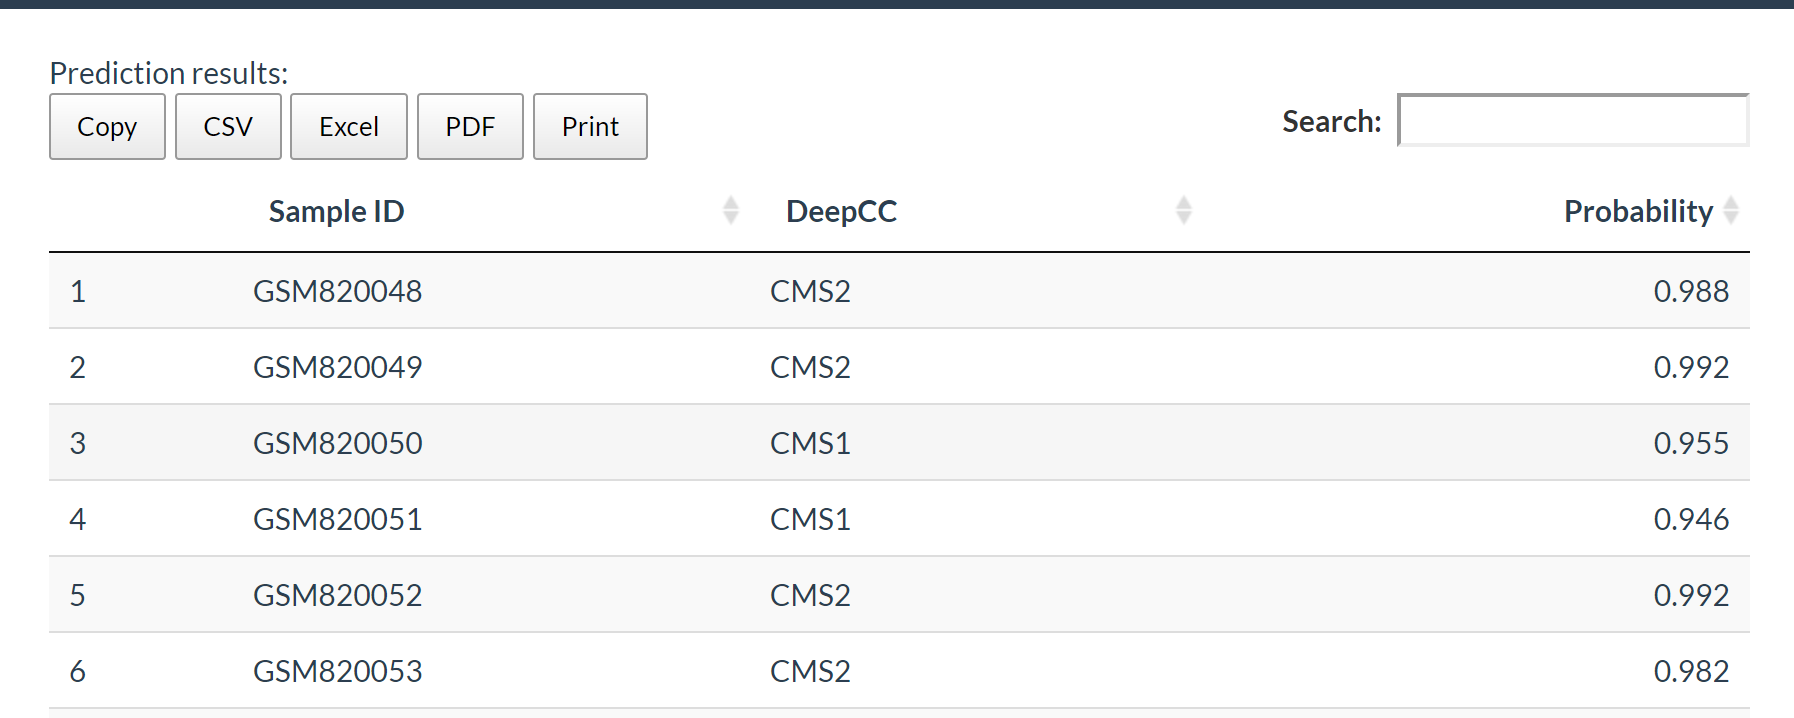 Prediction results:
Copy CSV Excel PDF Print Search:
Sample ID DeepCC Probability
1 GSM820048 CMS2 0.988
2 GSM820049 CMS2 0.992
3 GSM820050 CMS1 0.955
4 GSM820051 CMS1 0.946
5 GSM820052 CMS2 0.992
6 GSM820053 CMS2 0.982